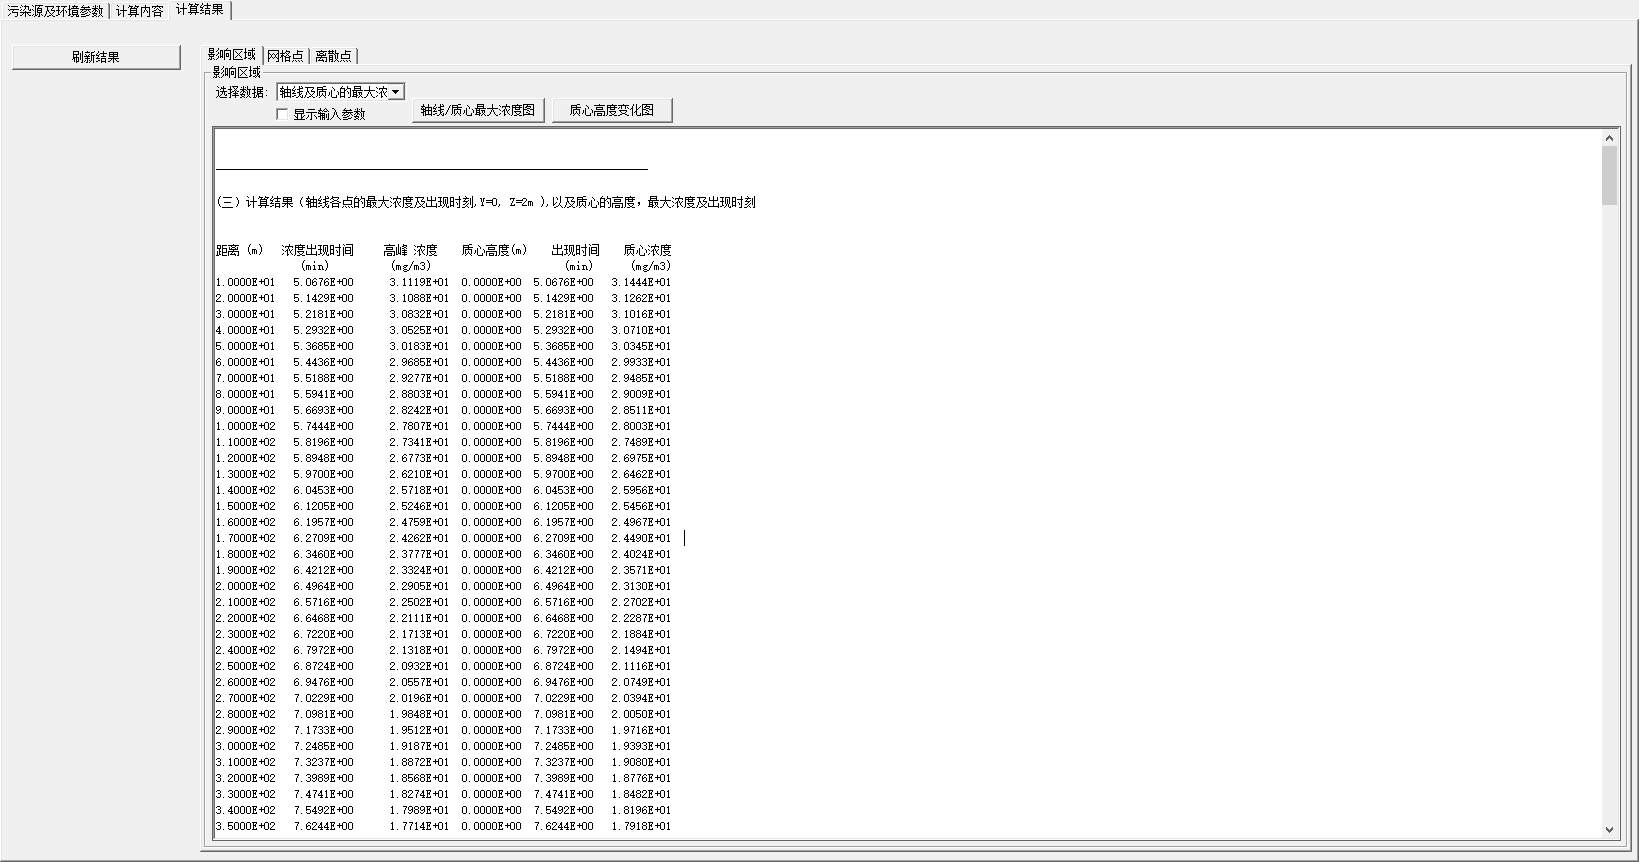 污染源及环境参数 计算内容 计算结果
刷新结果
影响区域 网格点 离散点
影响区域
选择数据: 轴线及质心的最大浓
显示输入参数 轴线/质心最大浓度图 质心高度变化图
(三) 计算结果（轴线各点的最大浓度及出现时刻,Y=0, Z=2m ),以及质心的高度，最大浓度及出现时刻
距离 (m) 浓度出现时间 高峰 浓度 质心高度(m) 出现时间 质心浓度
(min) (mg/m3) (min) (mg/m3)
1.0000E+01 5.0676E+00 3.1119E+01 0.0000E+00 5.0676E+00 3.1444E+01
2.0000E+01 5.1429E+00 3.1088E+01 0.0000E+00 5.1429E+00 3.1262E+01
3.0000E+01 5.2181E+00 3.0832E+01 0.0000E+00 5.2181E+00 3.1016E+01
4.0000E+01 5.2932E+00 3.0525E+01 0.0000E+00 5.2932E+00 3.0710E+01
5.0000E+01 5.3685E+00 3.0183E+01 0.0000E+00 5.3685E+00 3.0345E+01
6.0000E+01 5.4436E+00 2.9685E+01 0.0000E+00 5.4436E+00 2.9933E+01
7.0000E+01 5.5188E+00 2.9277E+01 0.0000E+00 5.5188E+00 2.9485E+01
8.0000E+01 5.5941E+00 2.8803E+01 0.0000E+00 5.5941E+00 2.9009E+01
9.0000E+01 5.6693E+00 2.8242E+01 0.0000E+00 5.6693E+00 2.8511E+01
1.0000E+02 5.7444E+00 2.7807E+01 0.0000E+00 5.7444E+00 2.8003E+01
1.1000E+02 5.8196E+00 2.7341E+01 0.0000E+00 5.8196E+00 2.7489E+01
1.2000E+02 5.8948E+00 2.6773E+01 0.0000E+00 5.8948E+00 2.6975E+01
1.3000E+02 5.9700E+00 2.6210E+01 0.0000E+00 5.9700E+00 2.6462E+01
1.4000E+02 6.0453E+00 2.5718E+01 0.0000E+00 6.0453E+00 2.5956E+01
1.5000E+02 6.1205E+00 2.5246E+01 0.0000E+00 6.1205E+00 2.5456E+01
1.6000E+02 6.1957E+00 2.4759E+01 0.0000E+00 6.1957E+00 2.4967E+01
1.7000E+02 6.2709E+00 2.4262E+01 0.0000E+00 6.2709E+00 2.4490E+01
1.8000E+02 6.3460E+00 2.3777E+01 0.0000E+00 6.3460E+00 2.4024E+01
1.9000E+02 6.4212E+00 2.3324E+01 0.0000E+00 6.4212E+00 2.3571E+01
2.0000E+02 6.4964E+00 2.2905E+01 0.0000E+00 6.4964E+00 2.3130E+01
2.1000E+02 6.5716E+00 2.2502E+01 0.0000E+00 6.5716E+00 2.2702E+01
2.2000E+02 6.6468E+00 2.2111E+01 0.0000E+00 6.6468E+00 2.2287E+01
2.3000E+02 6.7220E+00 2.1713E+01 0.0000E+00 6.7220E+00 2.1884E+01
2.4000E+02 6.7972E+00 2.1318E+01 0.0000E+00 6.7972E+00 2.1494E+01
2.5000E+02 6.8724E+00 2.0932E+01 0.0000E+00 6.8724E+00 2.1116E+01
2.6000E+02 6.9476E+00 2.0557E+01 0.0000E+00 6.9476E+00 2.0749E+01
2.7000E+02 7.0229E+00 2.0196E+01 0.0000E+00 7.0229E+00 2.0394E+01
2.8000E+02 7.0981E+00 1.9848E+01 0.0000E+00 7.0981E+00 2.0050E+01
2.9000E+02 7.1733E+00 1.9512E+01 0.0000E+00 7.1733E+00 1.9716E+01
3.0000E+02 7.2485E+00 1.9187E+01 0.0000E+00 7.2485E+00 1.9393E+01
3.1000E+02 7.3237E+00 1.8872E+01 0.0000E+00 7.3237E+00 1.9080E+01
3.2000E+02 7.3989E+00 1.8568E+01 0.0000E+00 7.3989E+00 1.8776E+01
3.3000E+02 7.4741E+00 1.8274E+01 0.0000E+00 7.4741E+00 1.8482E+01
3.4000E+02 7.5492E+00 1.7989E+01 0.0000E+00 7.5492E+00 1.8196E+01
3.5000E+02 7.6244E+00 1.7714E+01 0.0000E+00 7.6244E+00 1.7918E+01